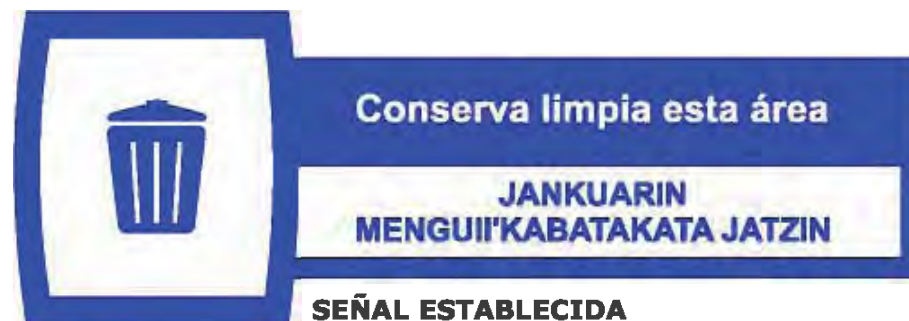 Conserva limpia esta área
JANKUARIN
MENGUII'KABATAKATA JATZIN
SEÑAL ESTABLECIDA